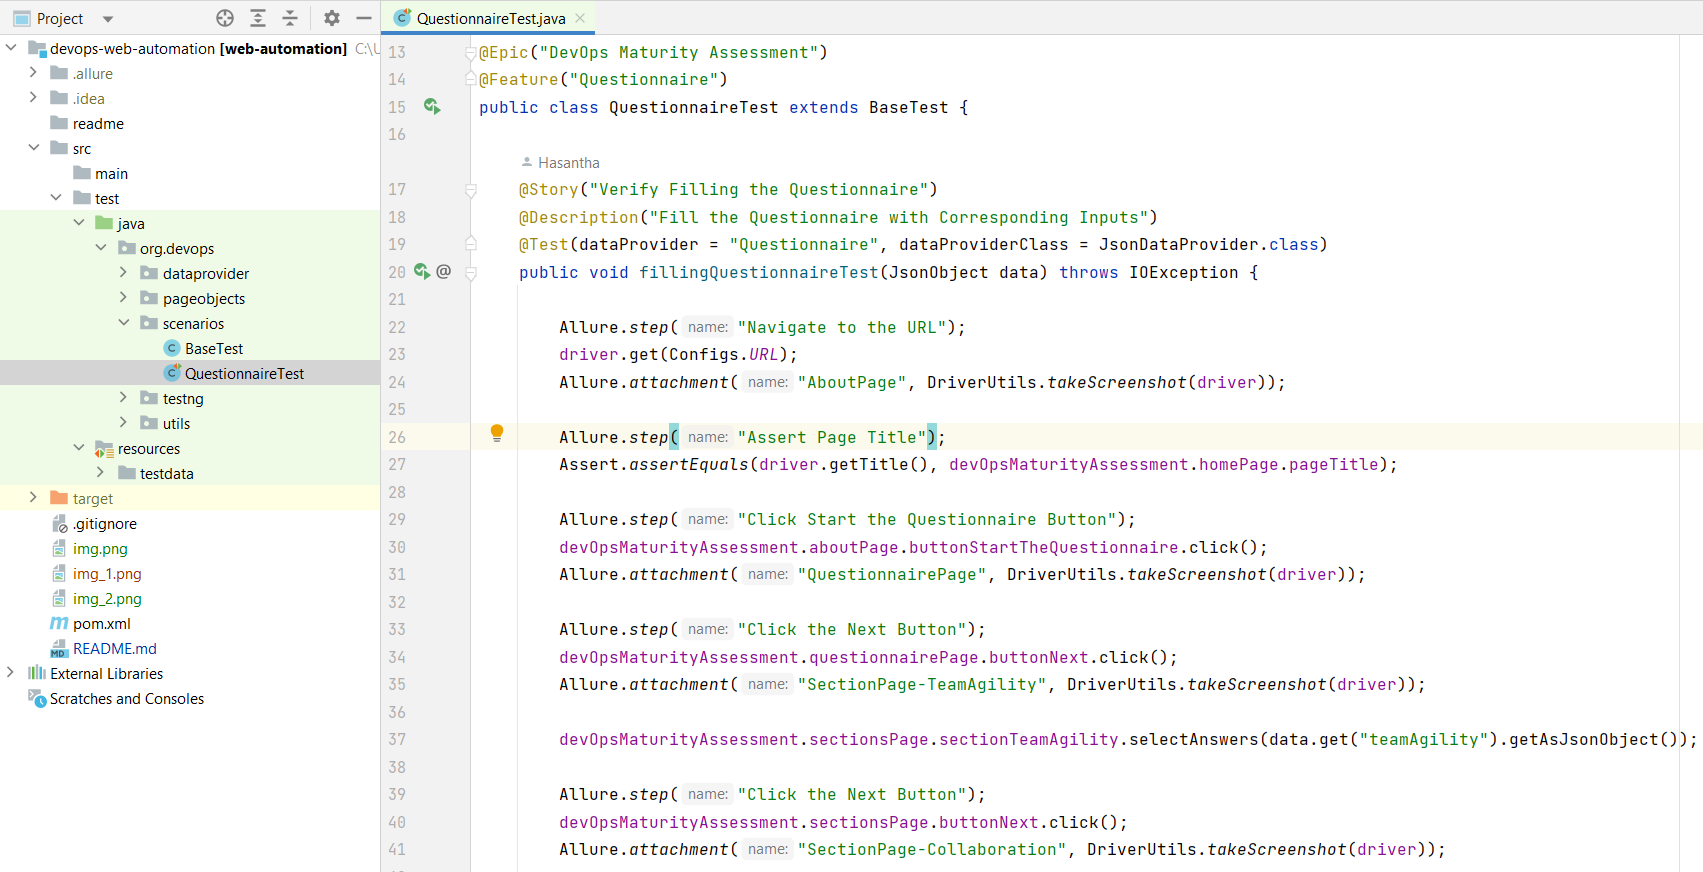 Project
devops-web-automation [web-automation] C:\U
.allure
.idea
readme
src
main
test
java
org.devops
dataprovider
pageobjects
scenarios
BaseTest
QuestionnaireTest
testng
utils
resources
testdata
target
.gitignore
img.png
img_1.png
img_2.png
pom.xml
README.md
External Libraries
Scratches and Consoles
QuestionnaireTest.java
13 @Epic("DevOps Maturity Assessment")
14 @Feature("Questionnaire")
15 public class QuestionnaireTest extends BaseTest {
16
Hasantha
17 @Story("Verify Filling the Questionnaire")
18 @Description("Fill the Questionnaire with Corresponding Inputs")
19 @Test(dataProvider = "Questionnaire", dataProviderClass = JsonDataProvider.class)
20 @ public void fillingQuestionnaireTest(JsonObject data) throws IOException {
21
22 Allure.step( name: "Navigate to the URL");
23 driver.get(Configs.URL);
24 Allure.attachment( name: "AboutPage", DriverUtils.takeScreenshot(driver));
25
26 Allure.step( name: "Assert Page Title");
27 Assert.assertEquals(driver.getTitle(), devOpsMaturityAssessment.homePage.pageTitle);
28
29 Allure.step( name: "Click Start the Questionnaire Button");
30 devOpsMaturityAssessment.aboutPage.buttonStartTheQuestionnaire.click();
31 Allure.attachment( name: "QuestionnairePage", DriverUtils.takeScreenshot(driver));
32
33 Allure.step( name: "Click the Next Button");
34 devOpsMaturityAssessment.questionnairePage.buttonNext.click();
35 Allure.attachment( name: "SectionPage-TeamAgility", DriverUtils.takeScreenshot(driver));
36
37 devOpsMaturityAssessment.sectionsPage.sectionTeamAgility.selectAnswers(data.get("teamAgility").getAsJsonObject());
38
39 Allure.step( name: "Click the Next Button");
40 devOpsMaturityAssessment.sectionsPage.buttonNext.click();
41 Allure.attachment( name: "SectionPage-Collaboration", DriverUtils.takeScreenshot(driver));